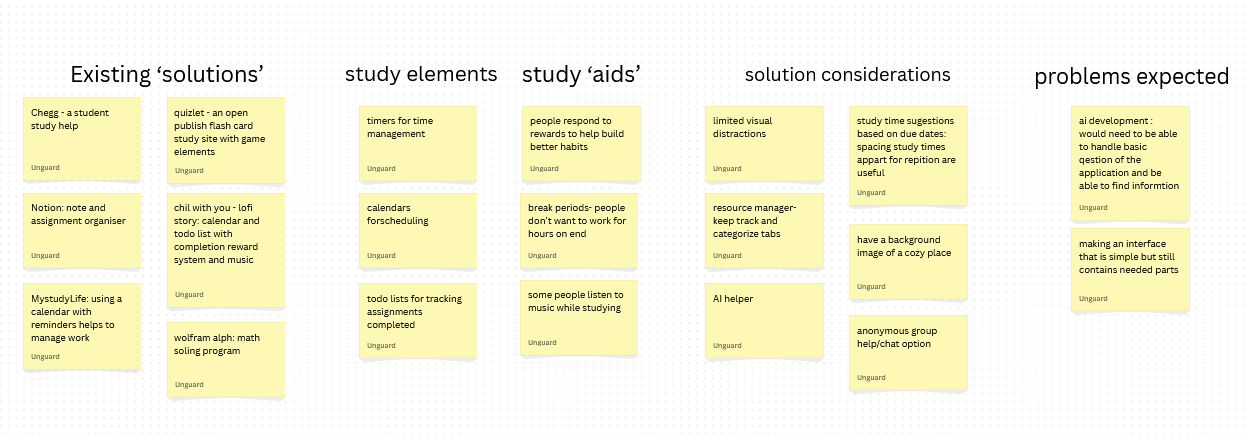 Existing ‘solutions’
Chegg - a student
study help
Unguard
quizlet - an open
publish flash card
study site with game
elements
Unguard
Notion: note and
assignment organiser
Unguard
chil with you - lofi
story: calendar and
todo list with
completion reward
system and music
Unguard
MystudyLife: using a
calendar with
reminders helps to
manage work
Unguard
wolfram alph: math
soling program
Unguard
study elements
timers for time
management
Unguard
calendars
forscheduling
Unguard
todo lists for tracking
assignments
completed
Unguard
study ‘aids’
people respond to
rewards to help build
better habits
Unguard
break periods- people
don't want to work for
hours on end
Unguard
some people listen to
music while studying
Unguard
solution considerations
limited visual
distractions
Unguard
study time sugestions
based on due dates:
spacing study times
appart for repition are
useful
Unguard
resource manager-
keep track and
categorize tabs
Unguard
have a background
image of a cozy place
Unguard
AI helper
Unguard
anonymous group
help/chat option
Unguard
problems expected
ai development :
would need to be able
to handle basic
qestion of the
application and be
able to find informtion
Unguard
making an interface
that is simple but still
contains needed parts
Unguard